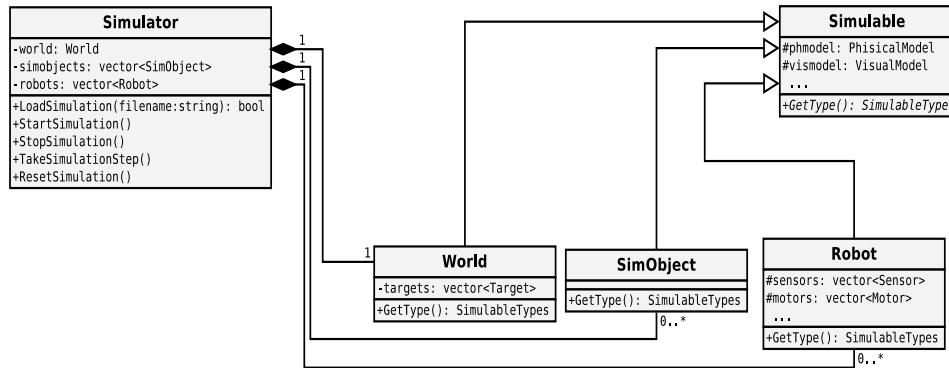 Simulator
-world: World
-simobjects: vector<SimObject>
-robots: vector<Robot>
+LoadSimulation(filename:string): bool
+StartSimulation()
+StopSimulation()
+TakeSimulationStep()
+ResetSimulation()
1
1
1
Simulable
#phmodel: PhisicalModel
#vismodel: VisualModel
...
+GetType(): SimulableType
1
World
-targets: vector<Target>
+GetType(): SimulableTypes
SimObject
+GetType(): SimulableTypes
0..*
Robot
#sensors: vector<Sensor>
#motors: vector<Motor>
...
+GetType(): SimulableTypes
0..*